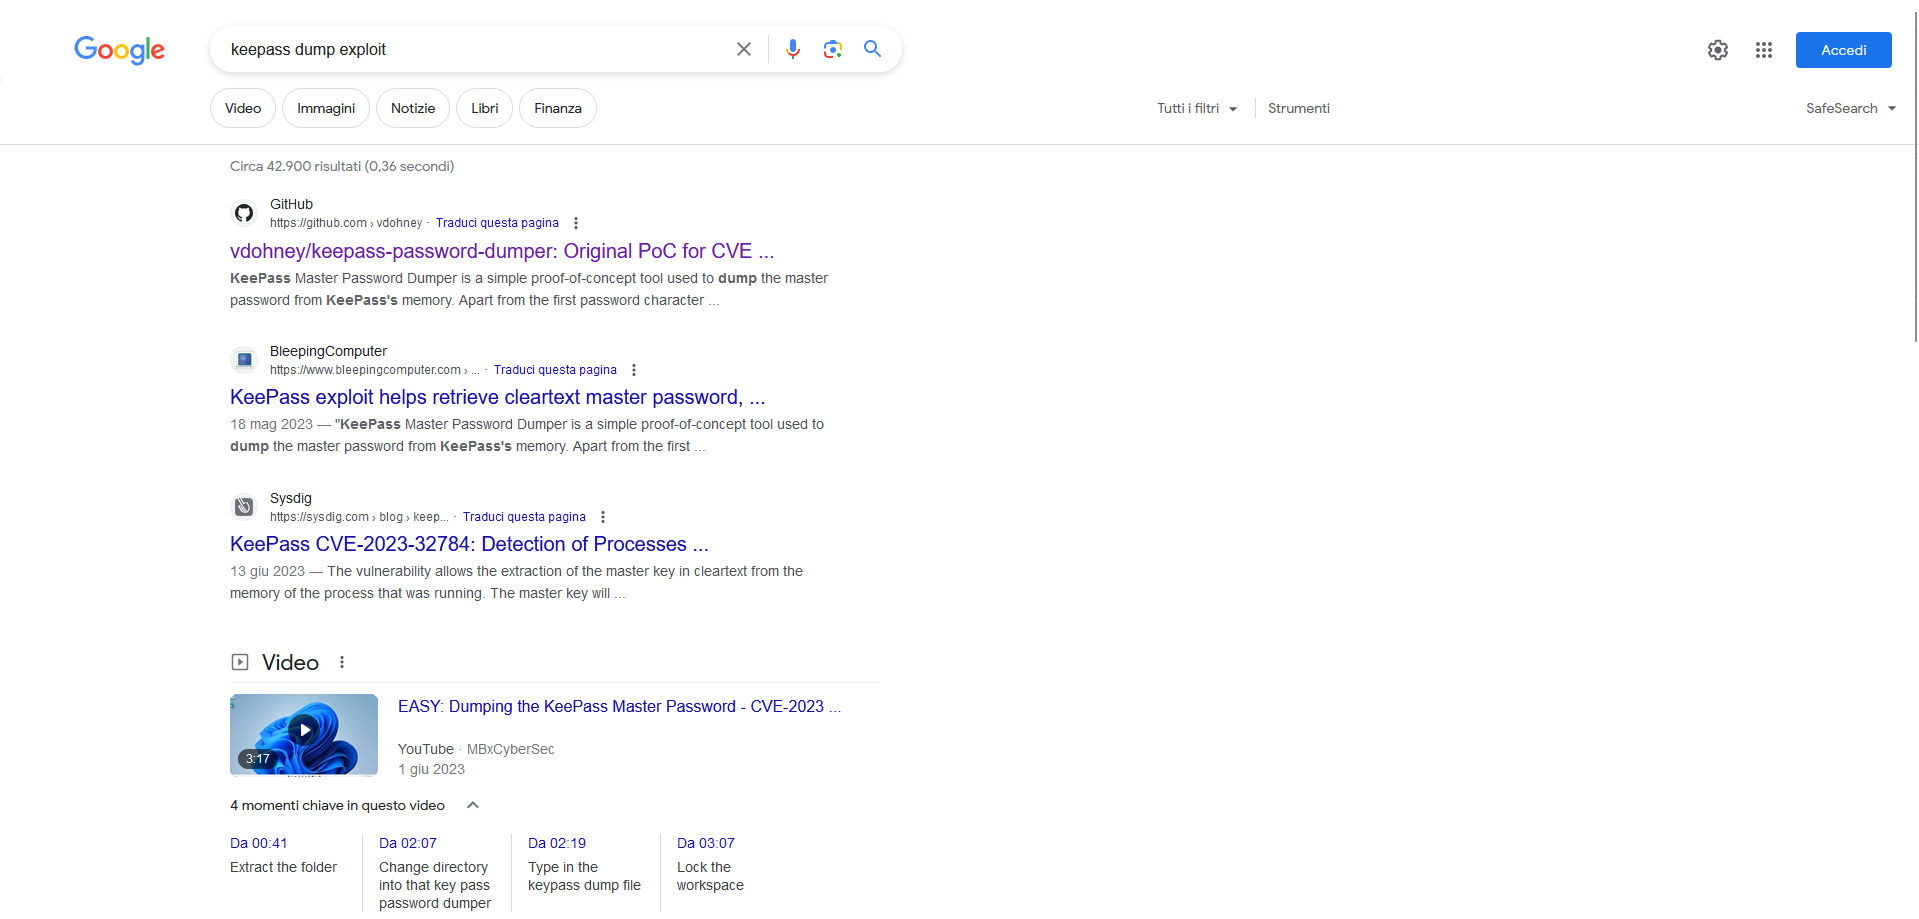 Google
keepass dump exploit
Accedi
Video
Immagini
Notizie
Libri
Finanza
Tutti i filtri
Strumenti
SafeSearch
Circa 42.900 risultati (0,36 secondi)
GitHub
https://github.com › vdohney · Traduci questa pagina
vdohney/keepass-password-dumper: Original PoC for CVE ...
KeePass Master Password Dumper is a simple proof-of-concept tool used to dump the master
password from KeePass's memory. Apart from the first password character ...
BleepingComputer
https://www.bleepingcomputer.com › ... · Traduci questa pagina
KeePass exploit helps retrieve cleartext master password, ...
18 mag 2023 — "KeePass Master Password Dumper is a simple proof-of-concept tool used to
dump the master password from KeePass's memory. Apart from the first ...
Sysdig
https://sysdig.com › blog › keep... · Traduci questa pagina
KeePass CVE-2023-32784: Detection of Processes ...
13 giu 2023 — The vulnerability allows the extraction of the master key in cleartext from the
memory of the process that was running. The master key will ...
Video
3:17
EASY: Dumping the KeePass Master Password - CVE-2023 ...
YouTube · MBxCyberSec
1 giu 2023
4 momenti chiave in questo video
Da 00:41
Extract the folder
Da 02:07
Change directory
into that key pass
password dumper
Da 02:19
Type in the
keypass dump file
Da 03:07
Lock the
workspace